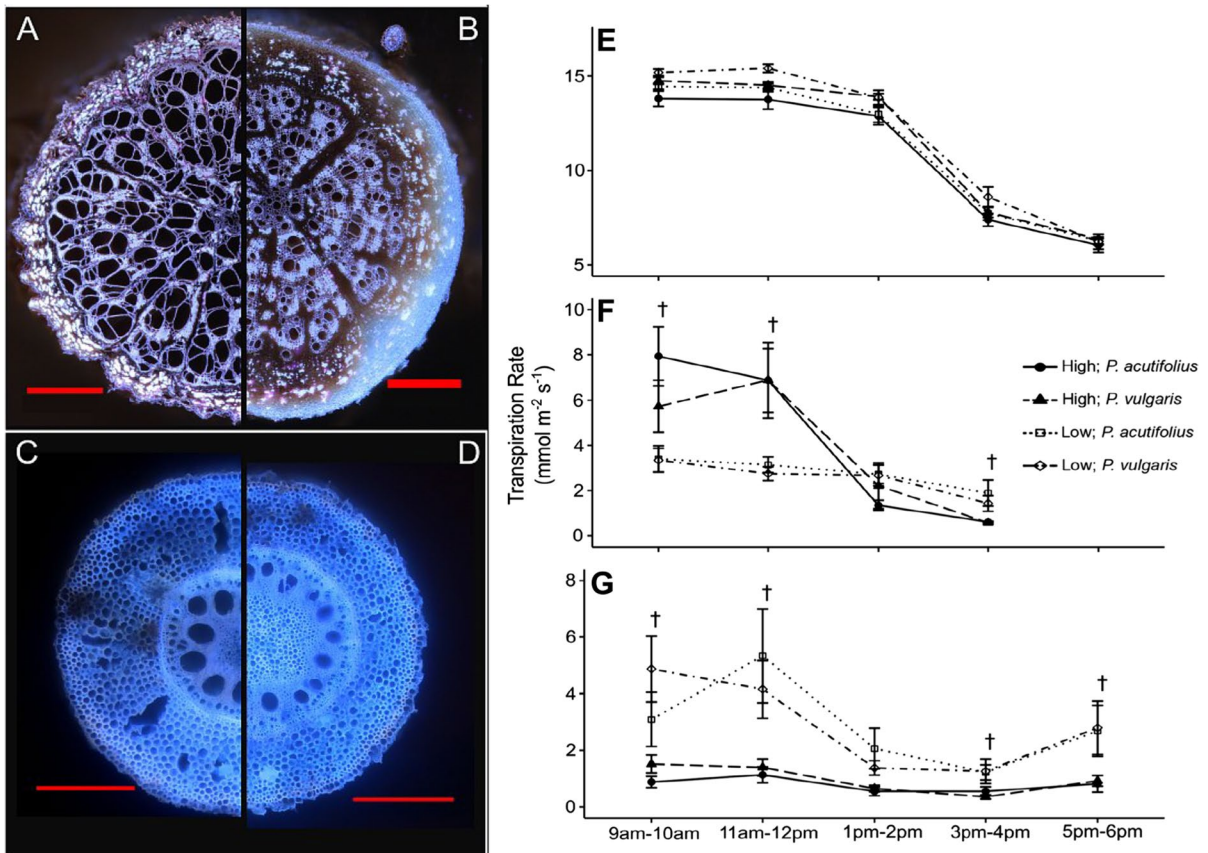 A
B
C
D
E
15
10
5
F
10
8
6
4
2
0
†
†
†
G
8
6
4
2
0
†
†
†
†
Transpiration Rate
(mmol m⁻² s⁻¹)
High; P. acutifolius
High; P. vulgaris
Low; P. acutifolius
Low; P. vulgaris
9am-10am
11am-12pm
1pm-2pm
3pm-4pm
5pm-6pm